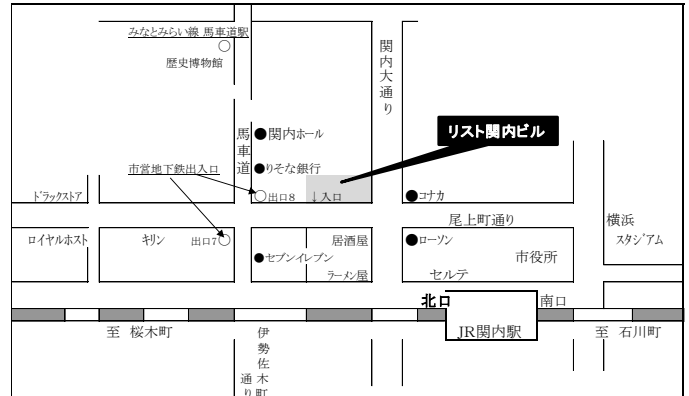 みなとみらい線 馬車道駅
歴史博物館
関内大通り
馬車道
関内ホール
リスト関内ビル
りそな銀行
市営地下鉄出入口
ドラックストア
出口8
↓入口
コナカ
尾上町通り
横浜
スタジアム
ロイヤルホスト
キリン
出口7
居酒屋
ローソン
セブンイレブン
市役所
ラーメン屋
セルテ
北口
南口
至 桜木町
JR関内駅
至 石川町
伊勢佐木町
通り